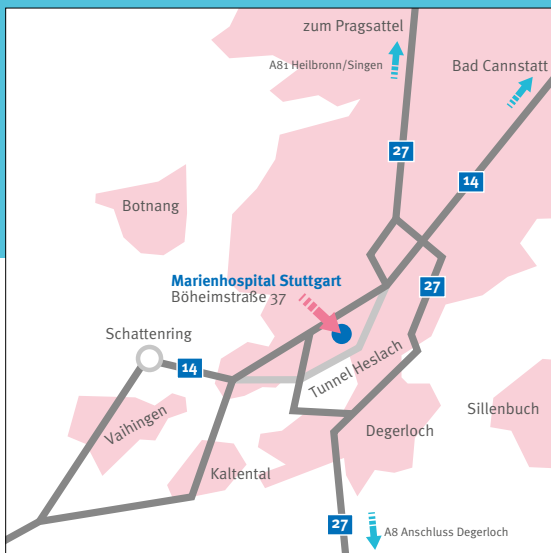 zum Pragsattel
A81 Heilbronn/Singen
Bad Cannstatt
27
14
Botnang
Marienhospital Stuttgart
Böheimstraße 37
27
Schattenring
14
Tunnel Heslach
Vaihingen
Sillenbuch
Degerloch
Kaltental
27
A8 Anschluss Degerloch